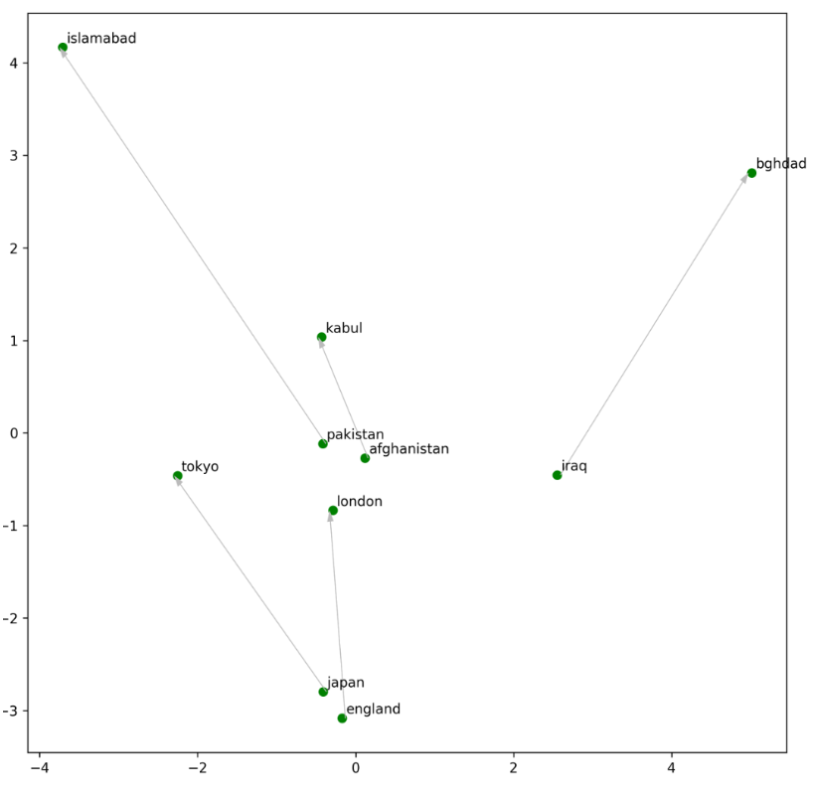 islamabad
4
bghdad
3
2
kabul
1
pakistan
0
afghanistan
tokyo
iraq
london
−1
−2
japan
england
−3
−4
−2
0
2
4